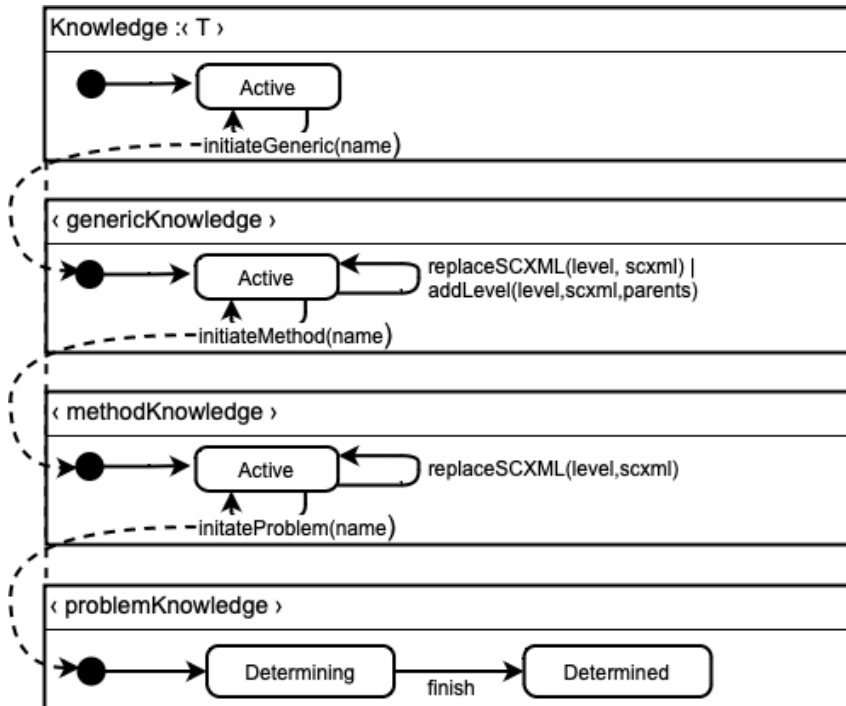 Knowledge :‹ T ›
Active
initiateGeneric(name)
‹ genericKnowledge ›
Active
replaceSCXML(level, scxml) |
addLevel(level,scxml,parents)
initiateMethod(name)
‹ methodKnowledge ›
Active
replaceSCXML(level,scxml)
initateProblem(name)
‹ problemKnowledge ›
Determining
finish
Determined